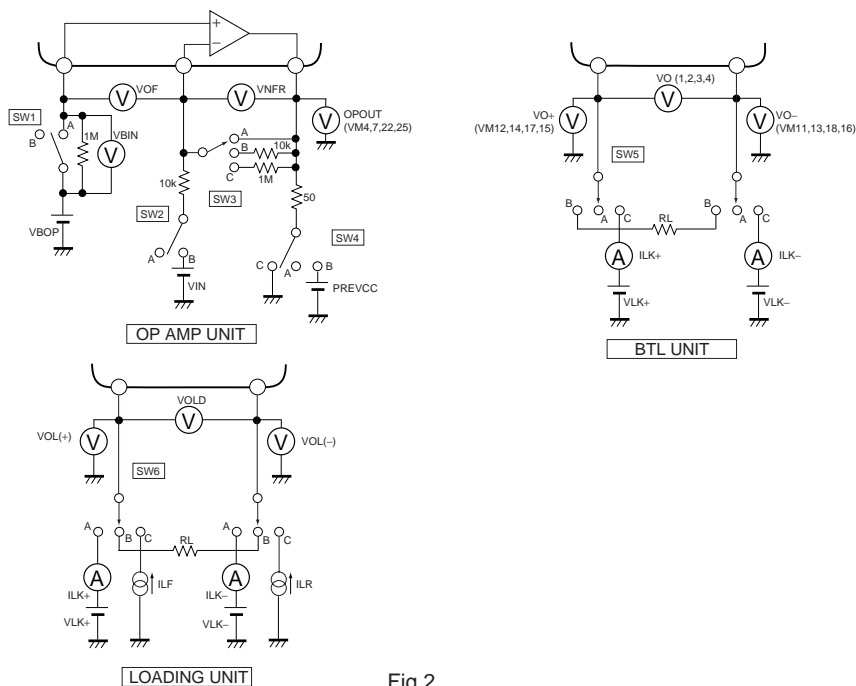 +
−
VOF
VNFR
V
V
V
OPOUT
(VM4,7,22,25)
SW1
A
B
1M
VBIN
V
A
B
10k
C
1M
10k
SW3
50
SW2
SW4
VBOP
A
B
C
A
B
VIN
PREVCC
OP AMP UNIT
VO (1,2,3,4)
V
VO+
(VM12,14,17,15)
V
V
VO−
(VM11,13,18,16)
SW5
B
A
C
RL
B
A
C
A
ILK+
A
ILK−
VLK+
VLK−
BTL UNIT
VOLD
V
VOL(+)
V
V
VOL(−)
SW6
A
B
C
RL
A
B
C
A
ILK+
ILF
A
ILK−
ILR
VLK+
VLK−
LOADING UNIT
Fig.2